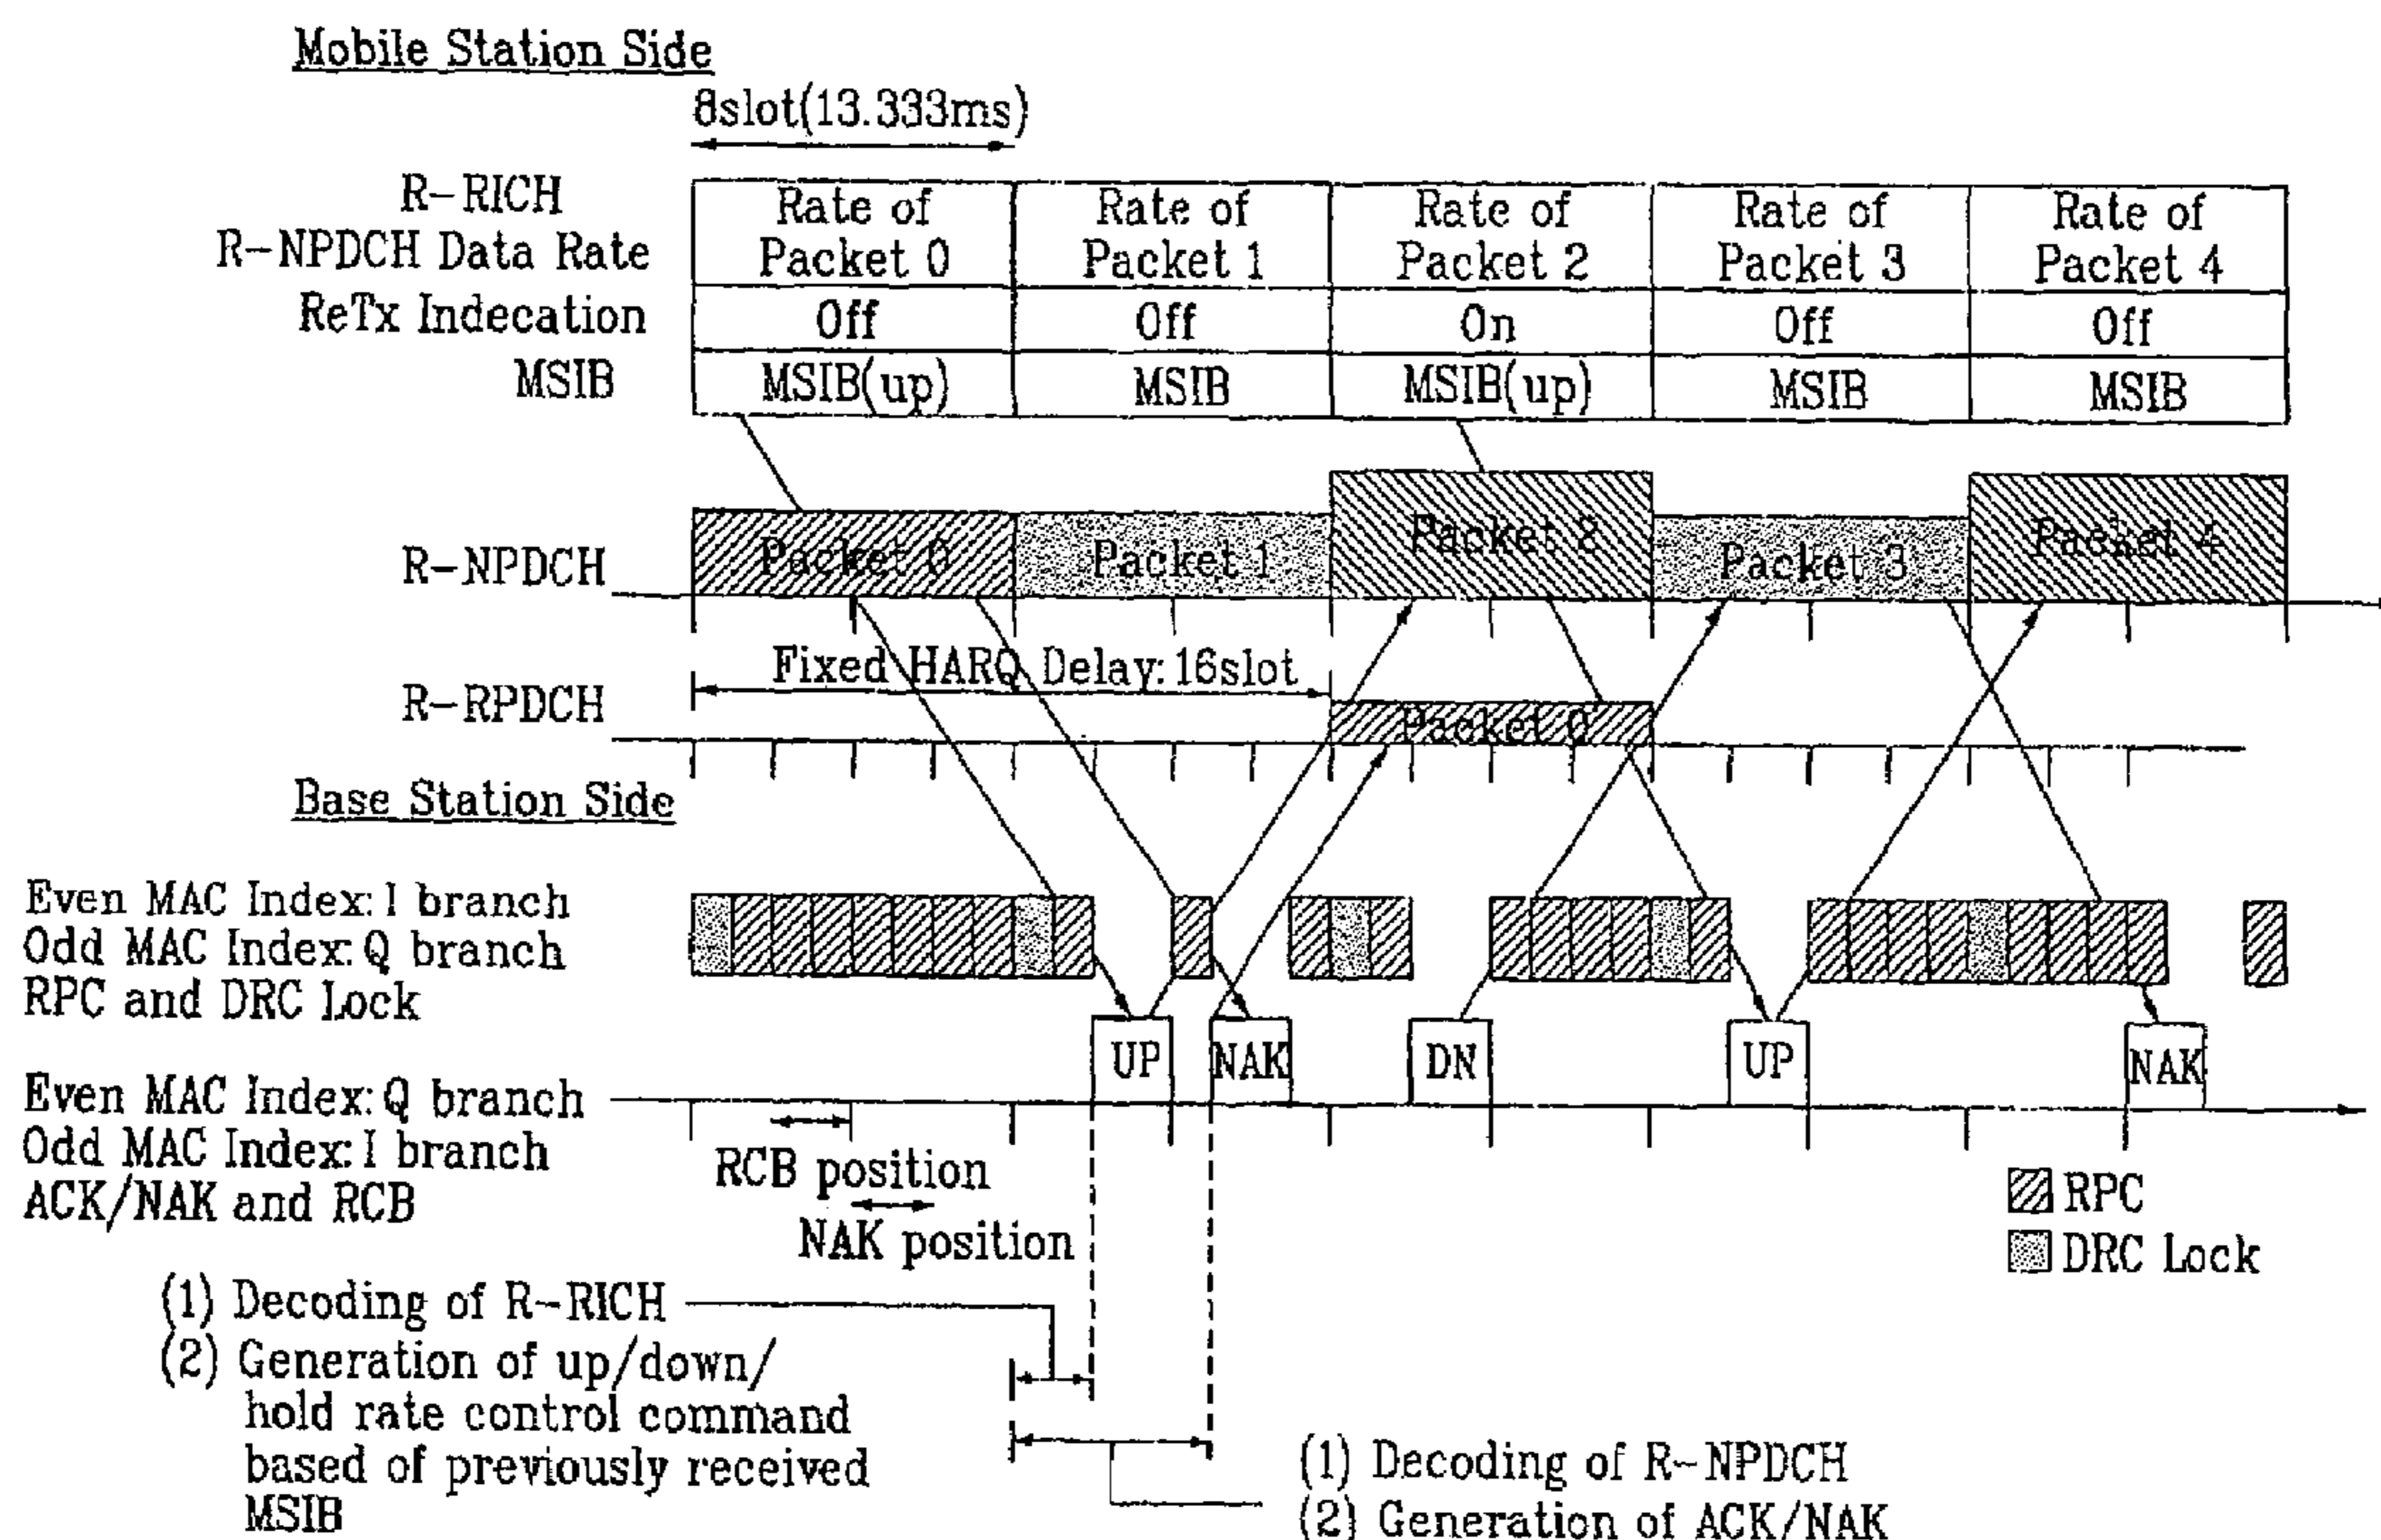 Mobile Station Side
8slot(13.333ms)
R-RICH
R-NPDCH Data Rate
Rate of Packet 0
Rate of Packet 1
Rate of Packet 2
Rate of Packet 3
Rate of Packet 4
ReTx Indecation
Off
Off
On
Off
Off
MSIB
MSIB(up)
MSIB
MSIB(up)
MSIB
MSIB
R-NPDCH
Packet 0
Packet 1
Packet 2
Packet 3
Packet 4
Fixed HARQ Delay: 16slot
R-RPDCH
Packet 0
Base Station Side
Even MAC Index: I branch
Odd MAC Index: Q branch
RPC and DRC Lock
UP
NAK
DN
UP
NAK
Even MAC Index: Q branch
Odd MAC Index: I branch
ACK/NAK and RCB
RCB position
NAK position
RPC
DRC Lock
(1) Decoding of R-RICH
(2) Generation of up/down/
hold rate control command
based of previously received
MSIB
(1) Decoding of R-NPDCH
(2) Generation of ACK/NAK